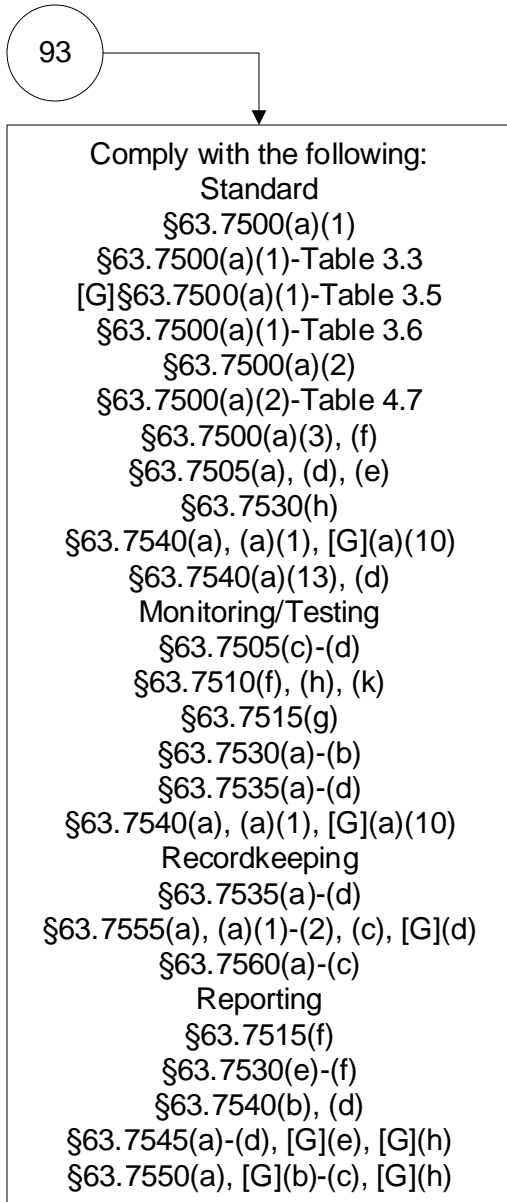 93
Comply with the following:
Standard
§63.7500(a)(1)
§63.7500(a)(1)-Table 3.3
[G]§63.7500(a)(1)-Table 3.5
§63.7500(a)(1)-Table 3.6
§63.7500(a)(2)
§63.7500(a)(2)-Table 4.7
§63.7500(a)(3), (f)
§63.7505(a), (d), (e)
§63.7530(h)
§63.7540(a), (a)(1), [G](a)(10)
§63.7540(a)(13), (d)
Monitoring/Testing
§63.7505(c)-(d)
§63.7510(f), (h), (k)
§63.7515(g)
§63.7530(a)-(b)
§63.7535(a)-(d)
§63.7540(a), (a)(1), [G](a)(10)
Recordkeeping
§63.7535(a)-(d)
§63.7555(a), (a)(1)-(2), (c), [G](d)
§63.7560(a)-(c)
Reporting
§63.7515(f)
§63.7530(e)-(f)
§63.7540(b), (d)
§63.7545(a)-(d), [G](e), [G](h)
§63.7550(a), [G](b)-(c), [G](h)